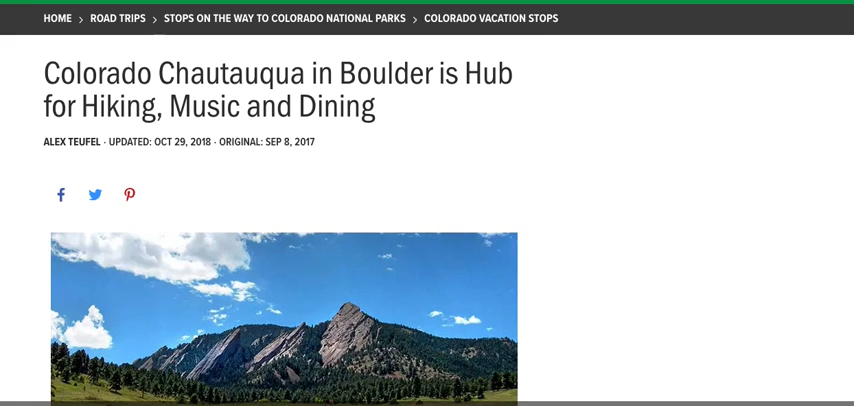 HOME > ROAD TRIPS > STOPS ON THE WAY TO COLORADO NATIONAL PARKS > COLORADO VACATION STOPS
Colorado Chautauqua in Boulder is Hub
for Hiking, Music and Dining
ALEX TEUFEL · UPDATED: OCT 29, 2018 · ORIGINAL: SEP 8, 2017